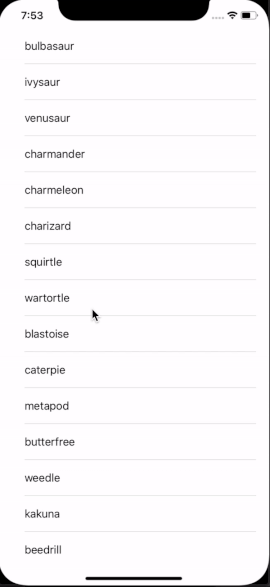 7:53
bulbasaur
ivysaur
venusaur
charmander
charmeleon
charizard
squirtle
wartortle
blastoise
caterpie
metapod
butterfree
weedle
kakuna
beedrill